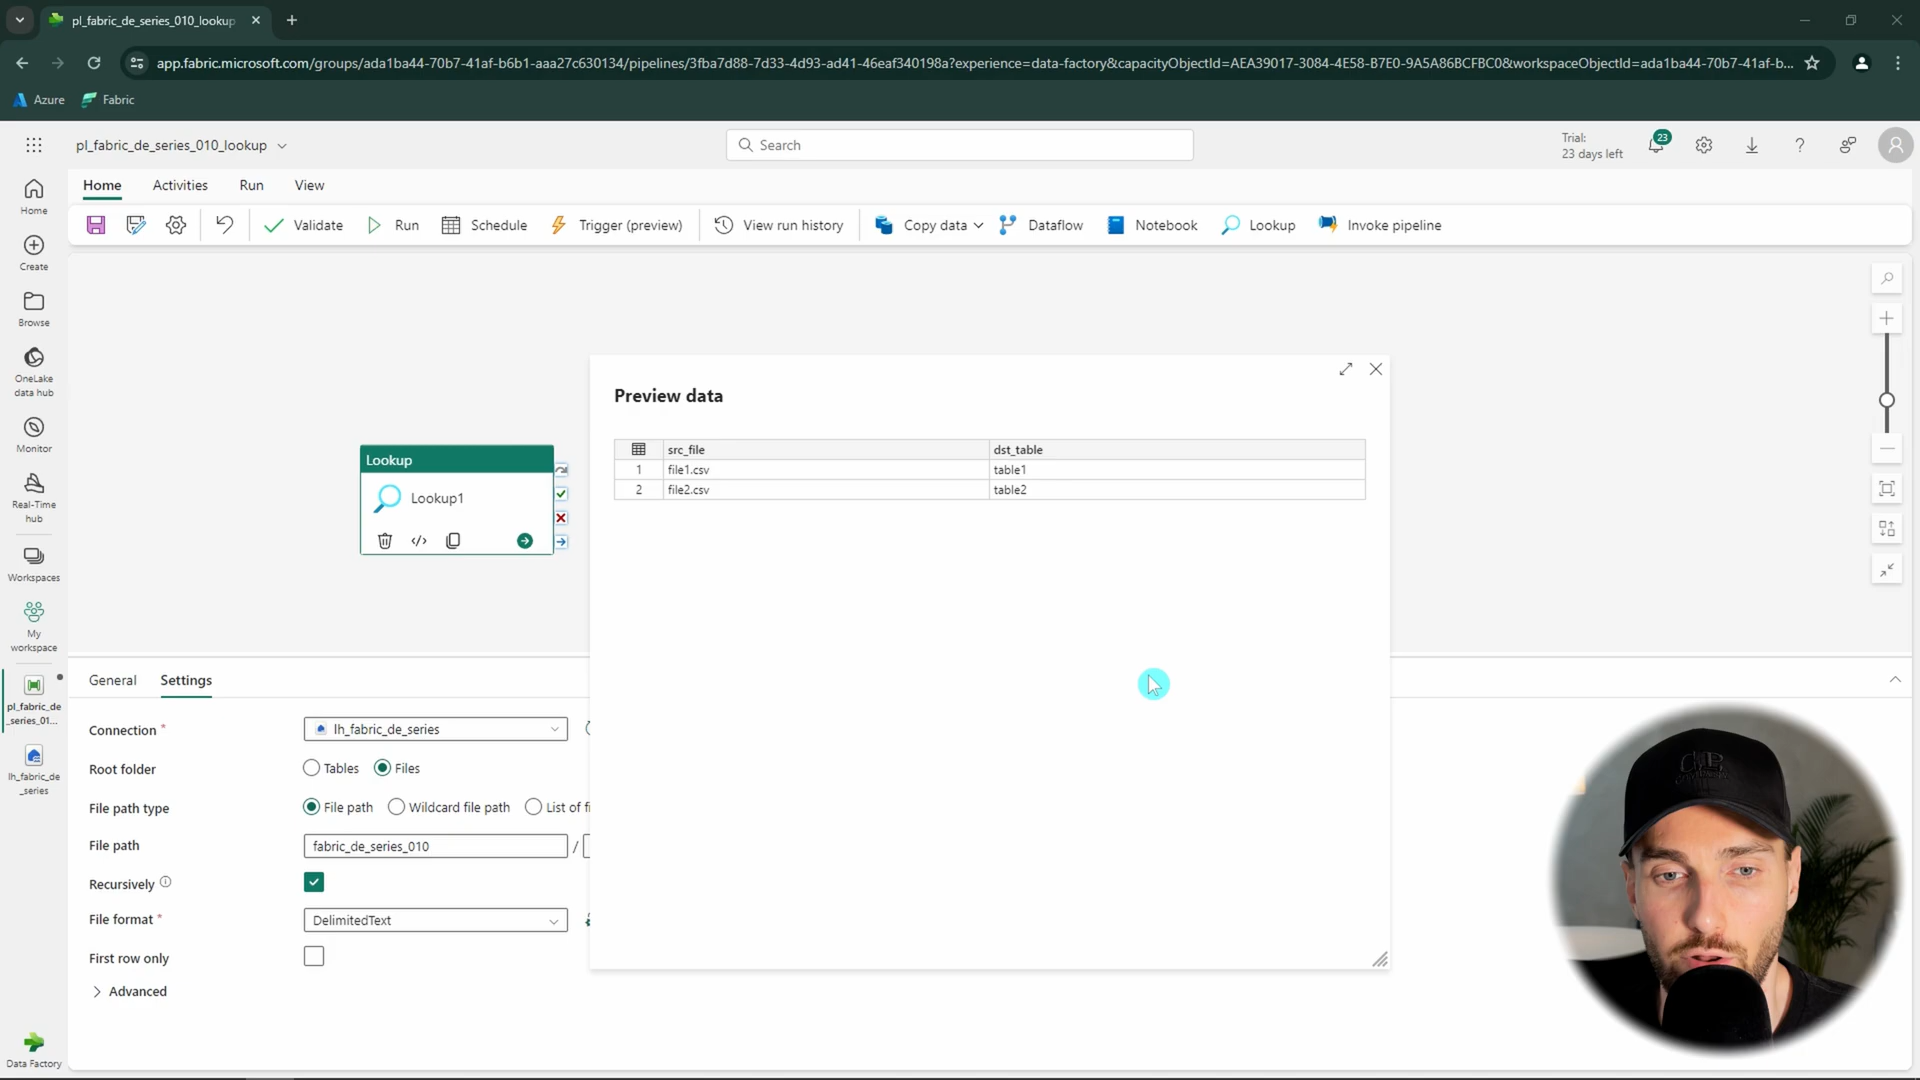 pl_fabric_de_series_010_lookup
app.fabric.microsoft.com/groups/ada1ba44-70b7-41af-b6b1-aaa27c630134/pipelines/3fba7d88-7d33-4d93-ad41-46eaf340198a?experience=data-factory&capacityObjectId=AEA39017-3084-4E58-B7E0-9A5A86BCFBC0&workspaceObjectId=ada1ba44-70b7-41af-b...
Azure Fabric
pl_fabric_de_series_010_lookup
Search
Trial:
23 days left
23
Home Activities Run View
Validate Run Schedule Trigger (preview) View run history Copy data Dataflow Notebook Lookup Invoke pipeline
Home
Create
Browse
OneLake
data hub
Monitor
Real-Time
hub
Workspaces
My
workspace
pl_fabric_de
_series_01...
lh_fabric_de
_series
Data Factory
Lookup
Lookup1
Preview data
src_file dst_table
1 file1.csv table1
2 file2.csv table2
General Settings
Connection * lh_fabric_de_series
Root folder Tables Files
File path type File path Wildcard file path List of fi
File path fabric_de_series_010 /
Recursively
File format * DelimitedText
First row only
Advanced